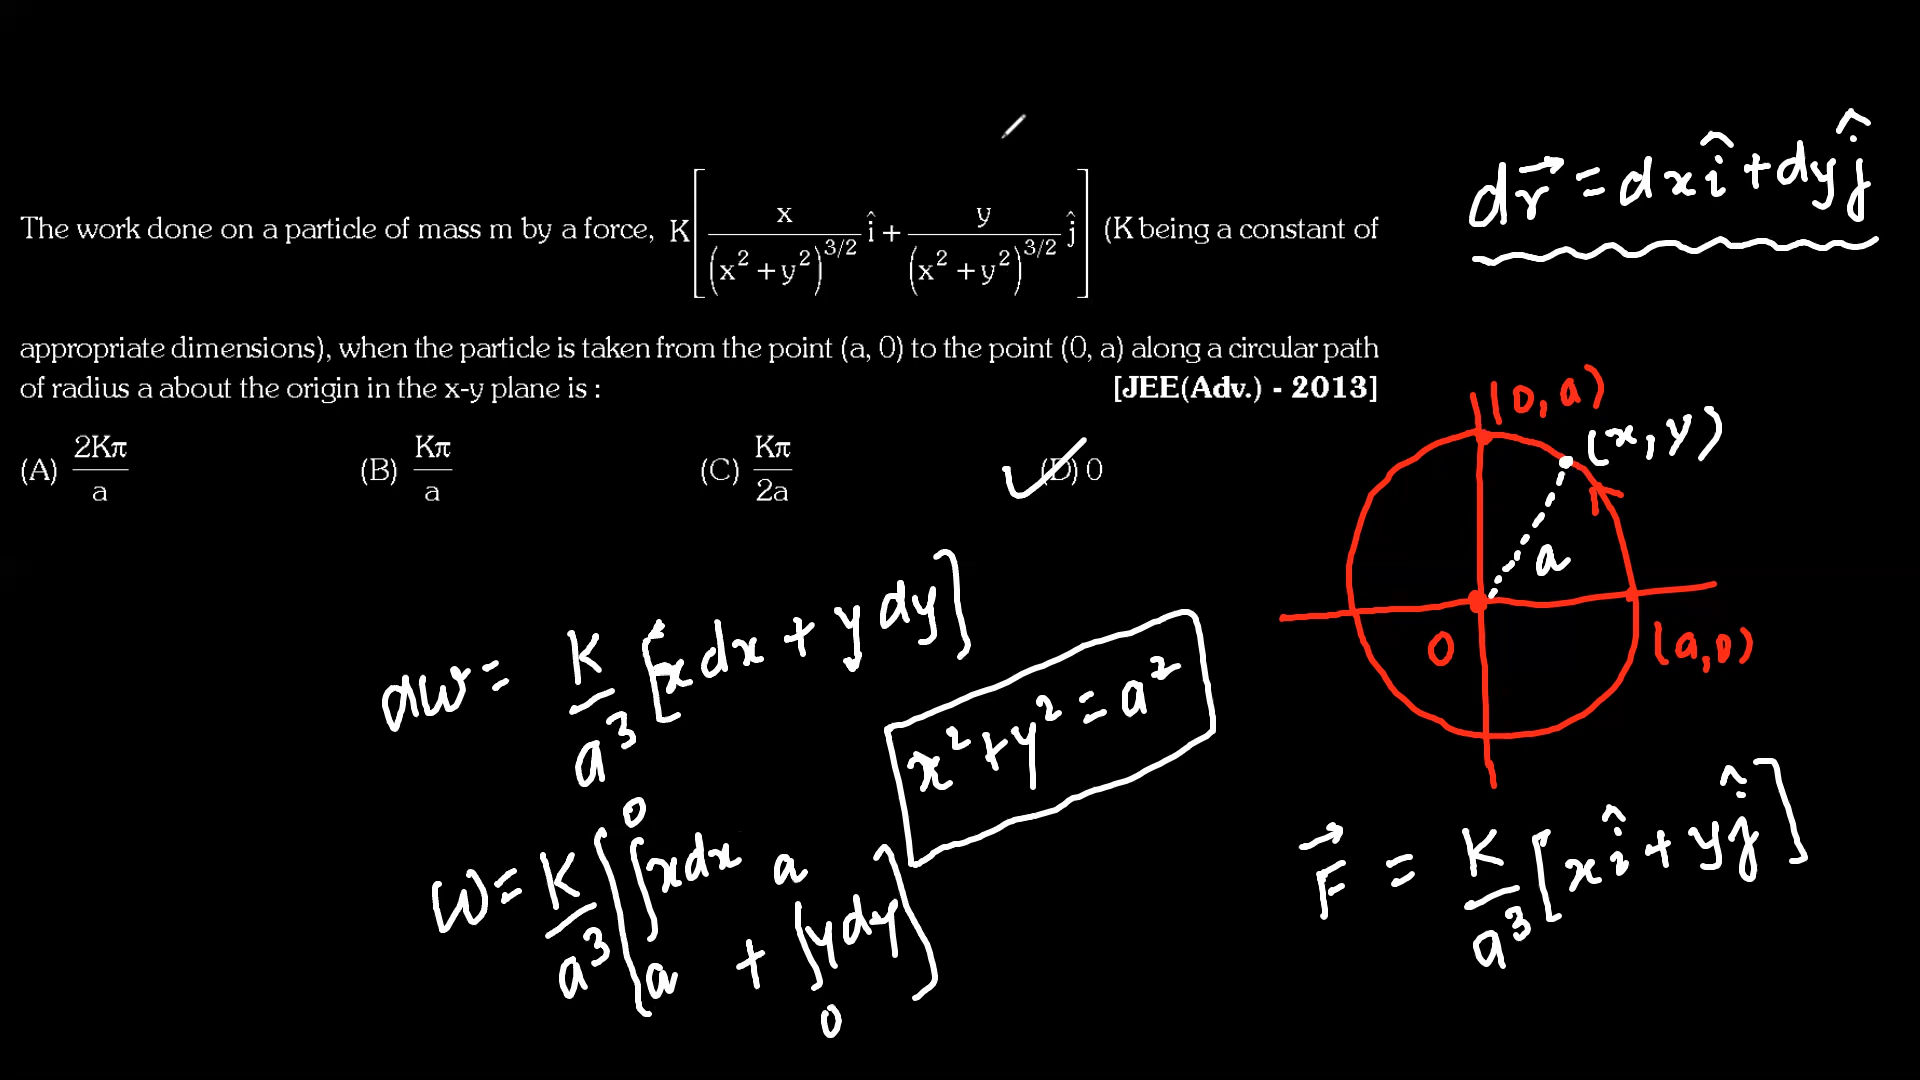 The work done on a particle of mass m by a force, K[x/(x²+y²)^3/2 î + y/(x²+y²)^3/2 ĵ] (K being a constant of
appropriate dimensions), when the particle is taken from the point (a, 0) to the point (0, a) along a circular path
of radius a about the origin in the x-y plane is : [JEE(Adv.) - 2013]
(A) 2Kπ/a (B) Kπ/a (C) Kπ/2a (D) 0
dr⃗ = dxî + dyĵ
(0, a)
(x, y)
a
0
(a, 0)
dw = K/a³ [xdx + y dy]
x² + y² = a²
W = K/a³ [∫ₐ⁰ xdx + ∫₀ᵃ ydy]
F⃗ = K/a³ [xî + yĵ]